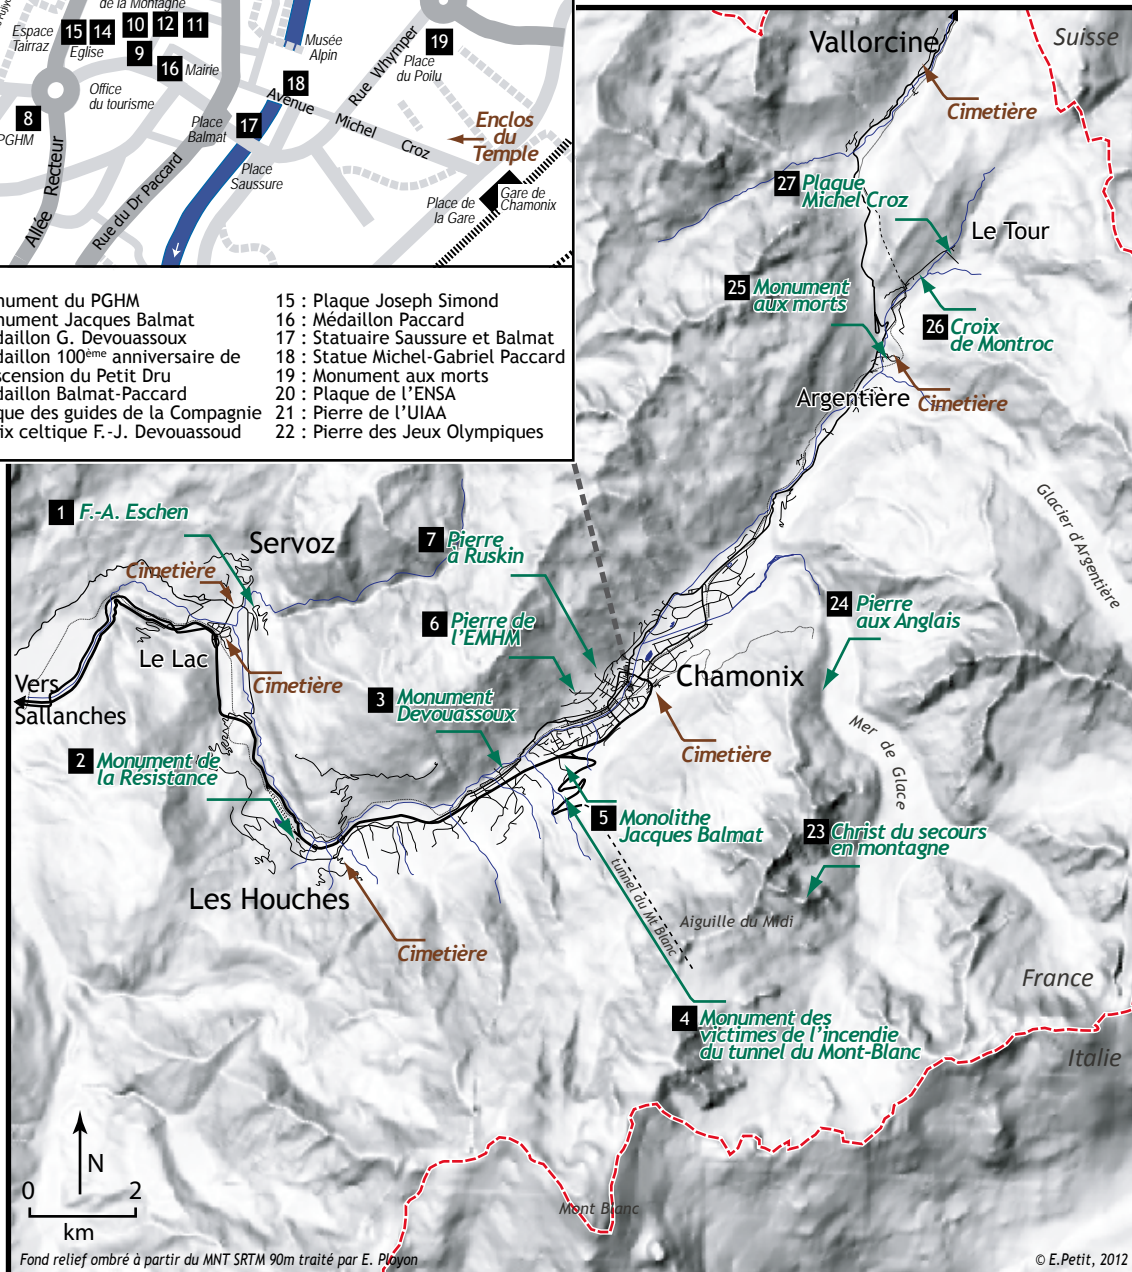 de la Montagne
Espace
Tairraz
15
14
10
12
11
Eglise
9
16
Mairie
Office
du tourisme
8
PGHM
Allée Recteur
Rue du Dr Paccard
Place
Balmat
17
Place
Saussure
18
Musée
Alpin
Avenue Michel Croz
Rue Whymper
19
Place
du Poilu
Enclos
du
Temple
Place de
la Gare
Gare de
Chamonix
nument du PGHM
nument Jacques Balmat
daillon G. Devouassoux
daillon 100ème anniversaire de
scension du Petit Dru
daillon Balmat-Paccard
que des guides de la Compagnie
ix celtique F.-J. Devouassoud
15 : Plaque Joseph Simond
16 : Médaillon Paccard
17 : Statuaire Saussure et Balmat
18 : Statue Michel-Gabriel Paccard
19 : Monument aux morts
20 : Plaque de l'ENSA
21 : Pierre de l'UIAA
22 : Pierre des Jeux Olympiques
Vallorcine
Suisse
Cimetière
27 Plaque
Michel Croz
Le Tour
25 Monument
aux morts
26 Croix
de Montroc
Argentière
Cimetière
Glacier d'Argentière
1 F.-A. Eschen
Servoz
Cimetière
7 Pierre
à Ruskin
6 Pierre de
l'EMHM
24 Pierre
aux Anglais
Le Lac
Cimetière
Vers
Sallanches
3 Monument
Devouassoux
Chamonix
Cimetière
Mer de Glace
2 Monument de
la Résistance
5 Monolithe
Jacques Balmat
23 Christ du secours
en montagne
Les Houches
tunnel du Mt Blanc
Aiguille du Midi
Cimetière
France
4 Monument des
victimes de l'incendie
du tunnel du Mont-Blanc
Italie
N
0 2
km
Mont Blanc
Fond relief ombré à partir du MNT SRTM 90m traité par E. Ployon
© E.Petit, 2012